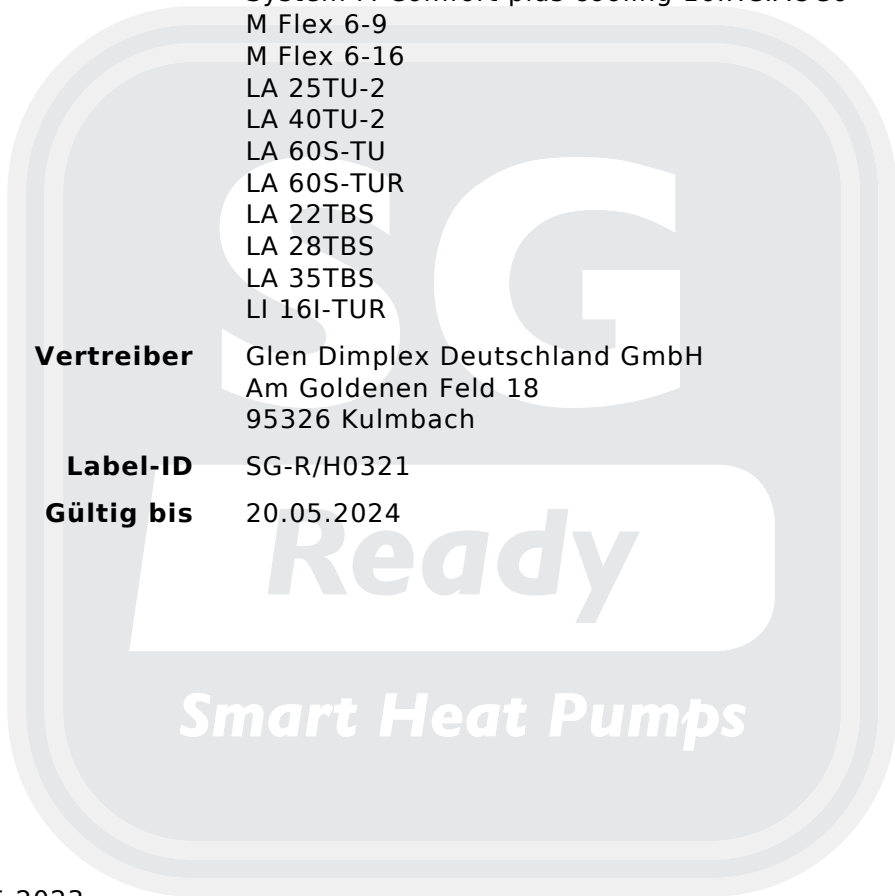 M Flex 6-9
M Flex 6-16
LA 25TU-2
LA 40TU-2
LA 60S-TU
LA 60S-TUR
LA 22TBS
LA 28TBS
LA 35TBS
LI 16I-TUR
Vertreiber Glen Dimplex Deutschland GmbH
Am Goldenen Feld 18
95326 Kulmbach
Label-ID SG-R/H0321
Gültig bis 20.05.2024
SG
Ready
Smart Heat Pumps
2023